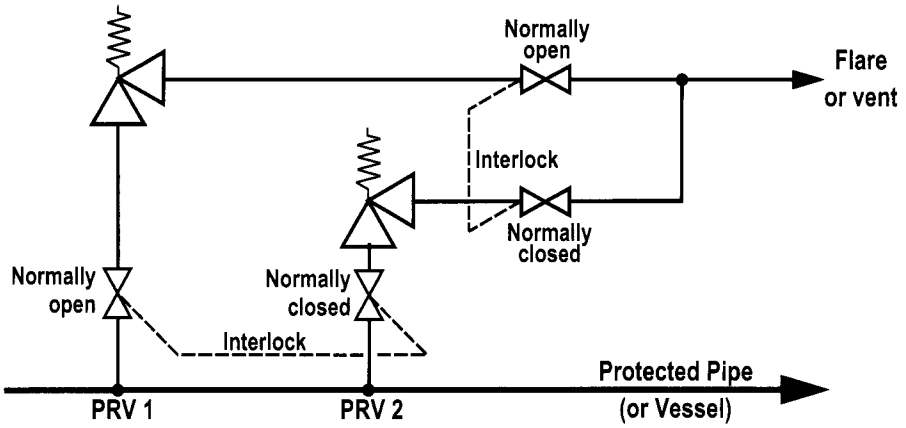 Normally
open
Flare
or vent
Interlock
Normally
closed
Normally
open
Normally
closed
Interlock
Protected Pipe
(or Vessel)
PRV 1
PRV 2